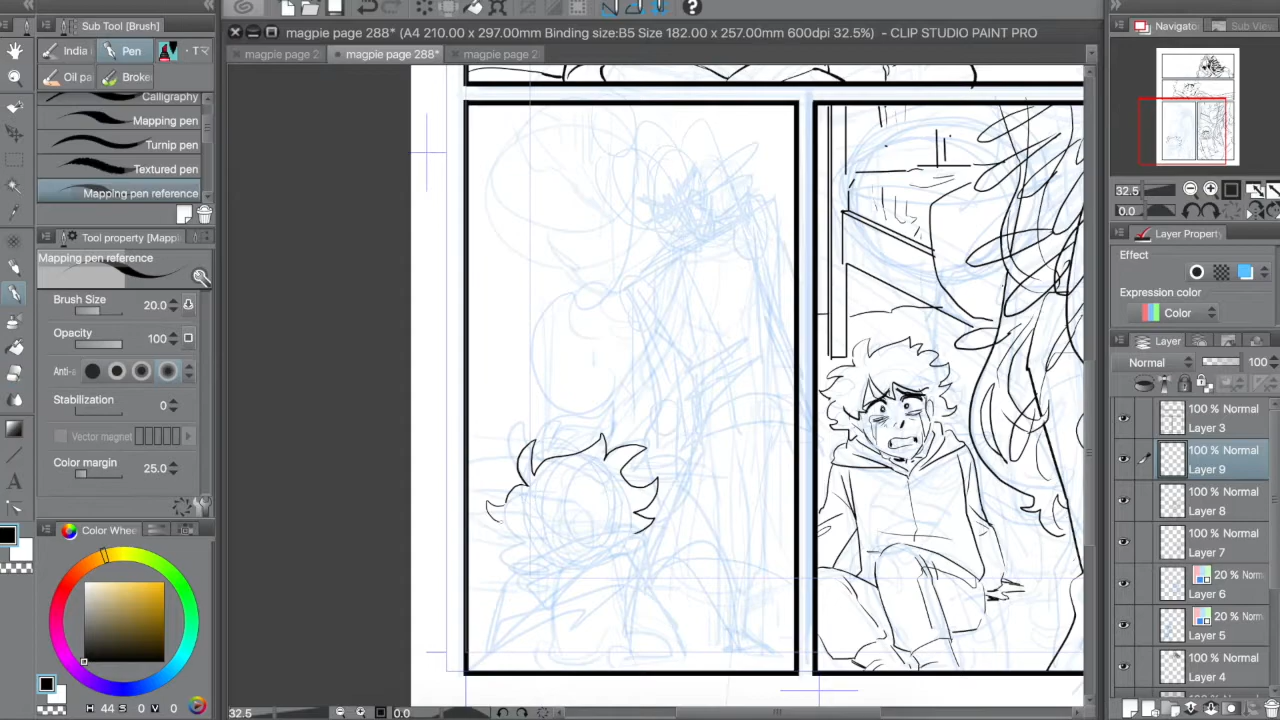 Sub Tool [Brush]
magpie page 288* (A4 210.00 x 297.00mm Binding size:B5 Size 182.00 x 257.00mm 600dpi 32.5%) - CLIP STUDIO PAINT PRO
Navigator
Sub View
magpie page 2
magpie page 288*
magpie page 2
India
Pen
Oil pa
Broke
Calligraphy
Mapping pen
Turnip pen
Textured pen
Mapping pen reference
Tool property [Mappi
Mapping pen reference
Brush Size
20.0
Opacity
100
Anti-a
Stabilization
0
Vector magnet
Color margin
25.0
Color Whee
H 44 S 0 V 0
32.5
0.0
32.5
0.0
Layer Property
Effect
Expression color
Color
Layer
Normal
100
100 % Normal
Layer 3
100 % Normal
Layer 9
100 % Normal
Layer 8
100 % Normal
Layer 7
20 % Norm
Layer 6
20 % Norm
Layer 5
100 % Normal
Layer 4